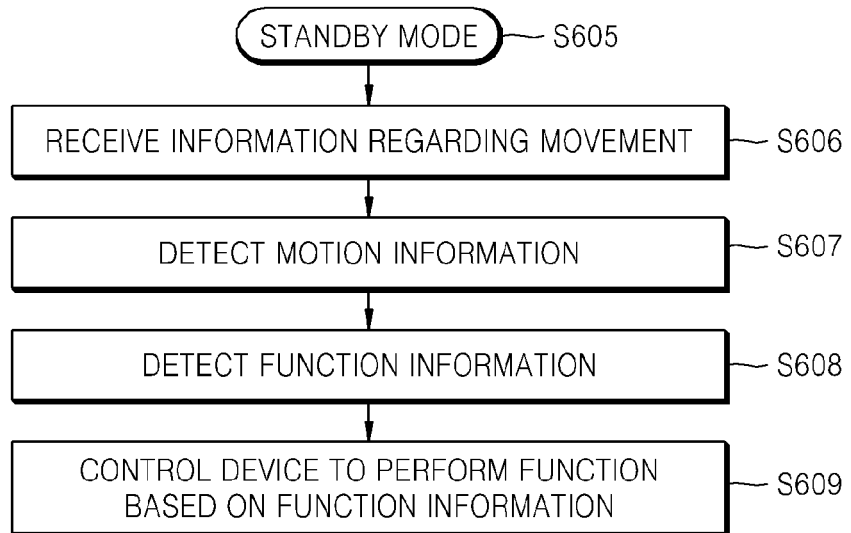 STANDBY MODE S605
RECEIVE INFORMATION REGARDING MOVEMENT S606
DETECT MOTION INFORMATION S607
DETECT FUNCTION INFORMATION S608
CONTROL DEVICE TO PERFORM FUNCTION
BASED ON FUNCTION INFORMATION S609